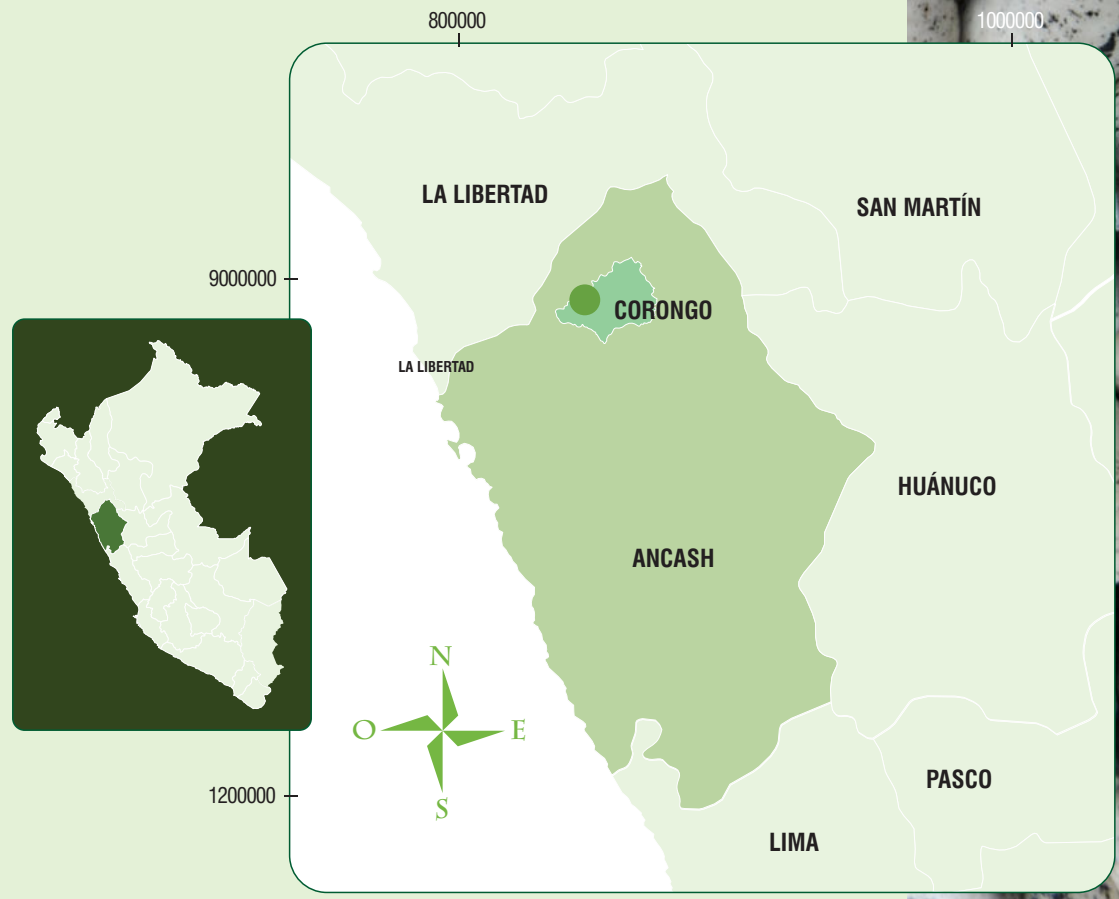 800000
1000000
LA LIBERTAD
SAN MARTÍN
9000000
CORONGO
LA LIBERTAD
HUÁNUCO
ANCASH
N
O
E
S
PASCO
1200000
LIMA